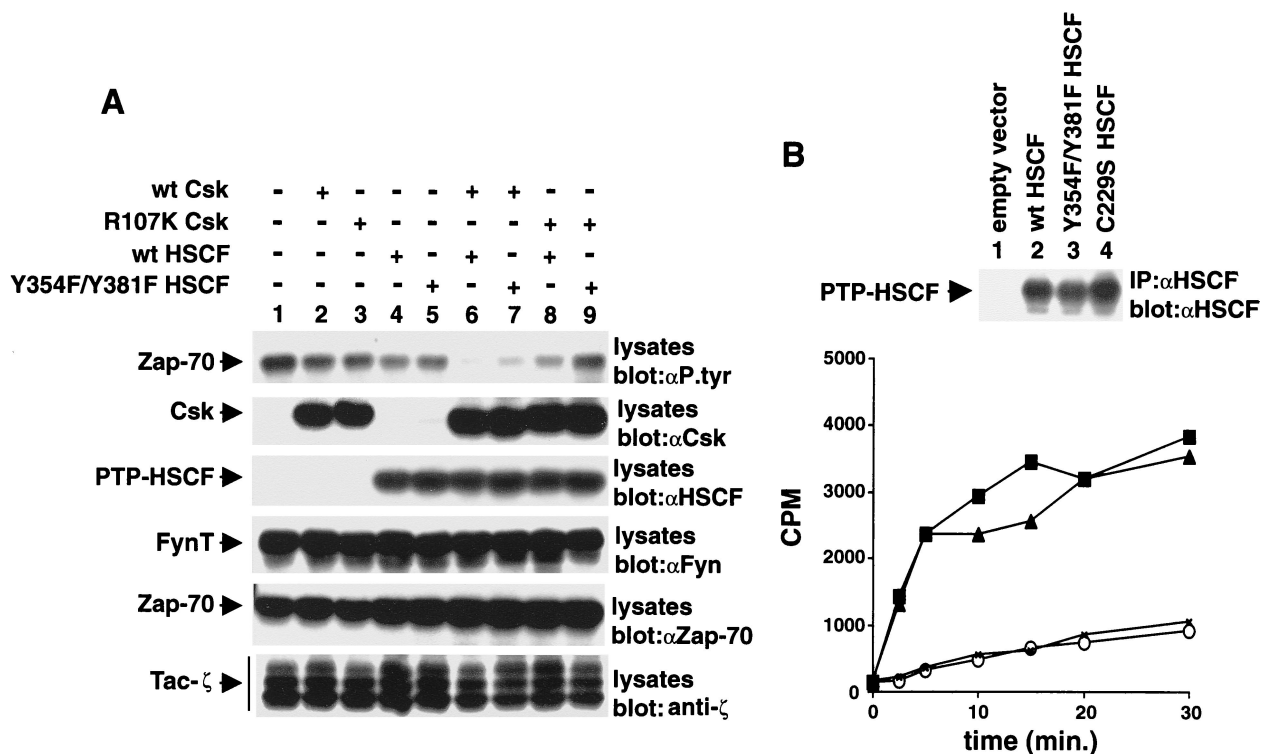 A
wt Csk - + - - - + + - -
R107K Csk - - + - - - - + +
wt HSCF - - - + - + - + -
Y354F/Y381F HSCF - - - - + - + - +
1 2 3 4 5 6 7 8 9
Zap-70 lysates
blot:αP.tyr
Csk lysates
blot:αCsk
PTP-HSCF lysates
blot:αHSCF
FynT lysates
blot:αFyn
Zap-70 lysates
blot:αZap-70
Tac-ζ lysates
blot: anti-ζ
B
empty vector
wt HSCF
Y354F/Y381F HSCF
C229S HSCF
1 2 3 4
PTP-HSCF IP:αHSCF
blot:αHSCF
5000
4000
3000
2000
1000
0
CPM
0 10 20 30
time (min.)